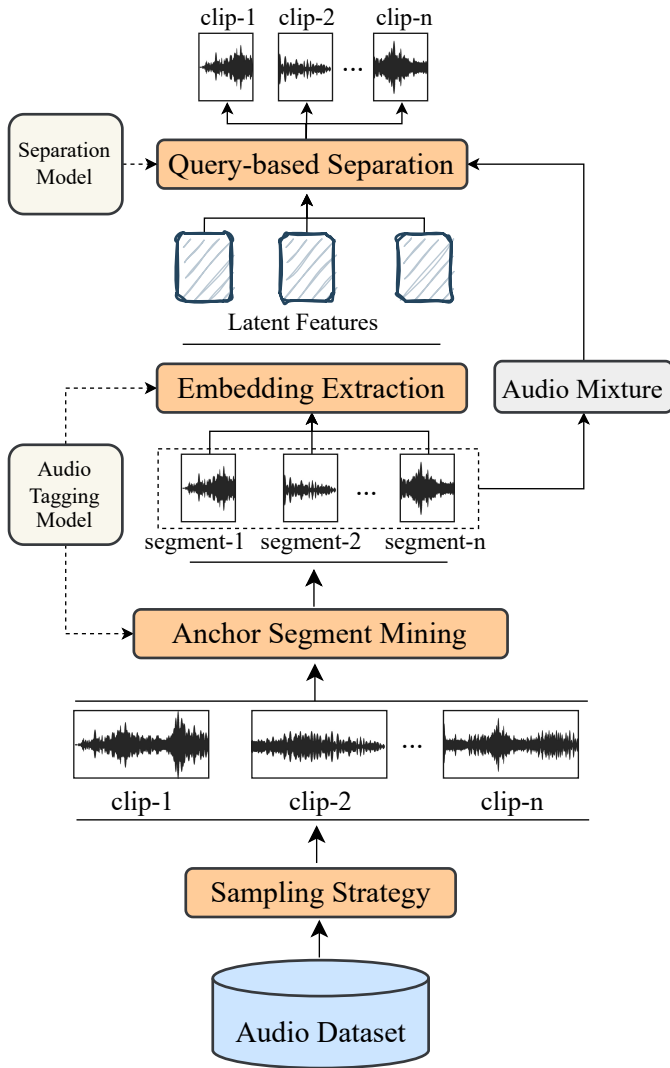 clip-1 clip-2 clip-n
...
Separation
Model
Query-based Separation
Latent Features
Embedding Extraction
Audio Mixture
Audio
Tagging
Model
...
segment-1 segment-2 segment-n
Anchor Segment Mining
...
clip-1 clip-2 clip-n
Sampling Strategy
Audio Dataset